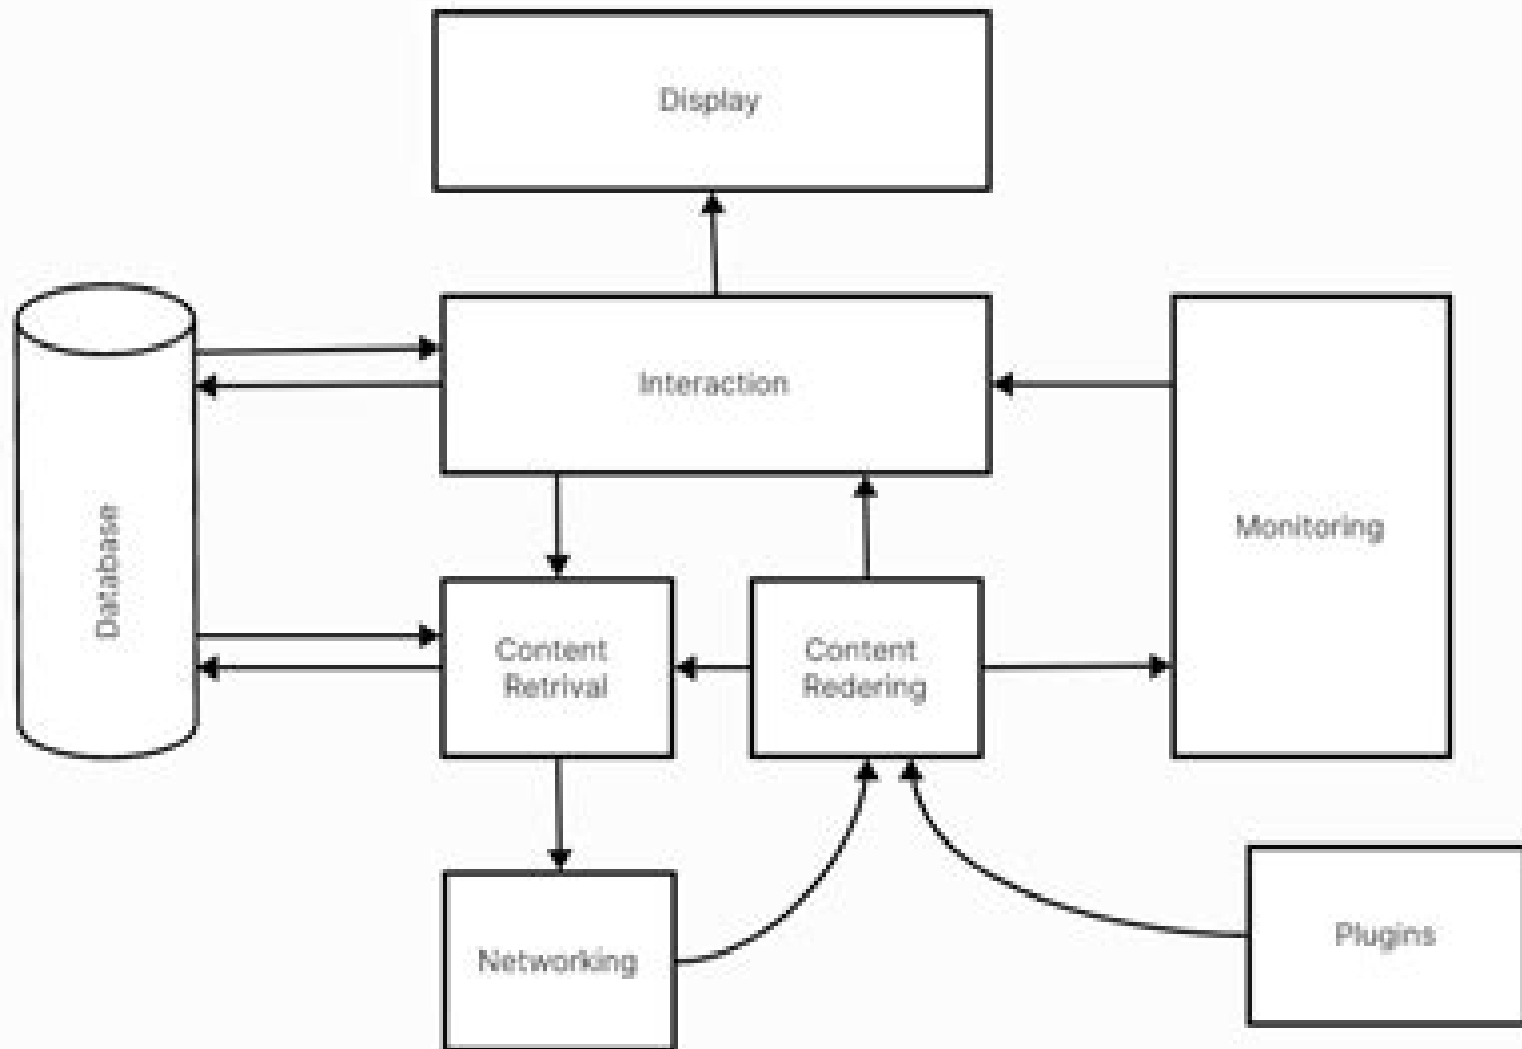 Display
Interaction
Monitoring
Database
Content
Retrival
Content
Redering
Networking
Plugins